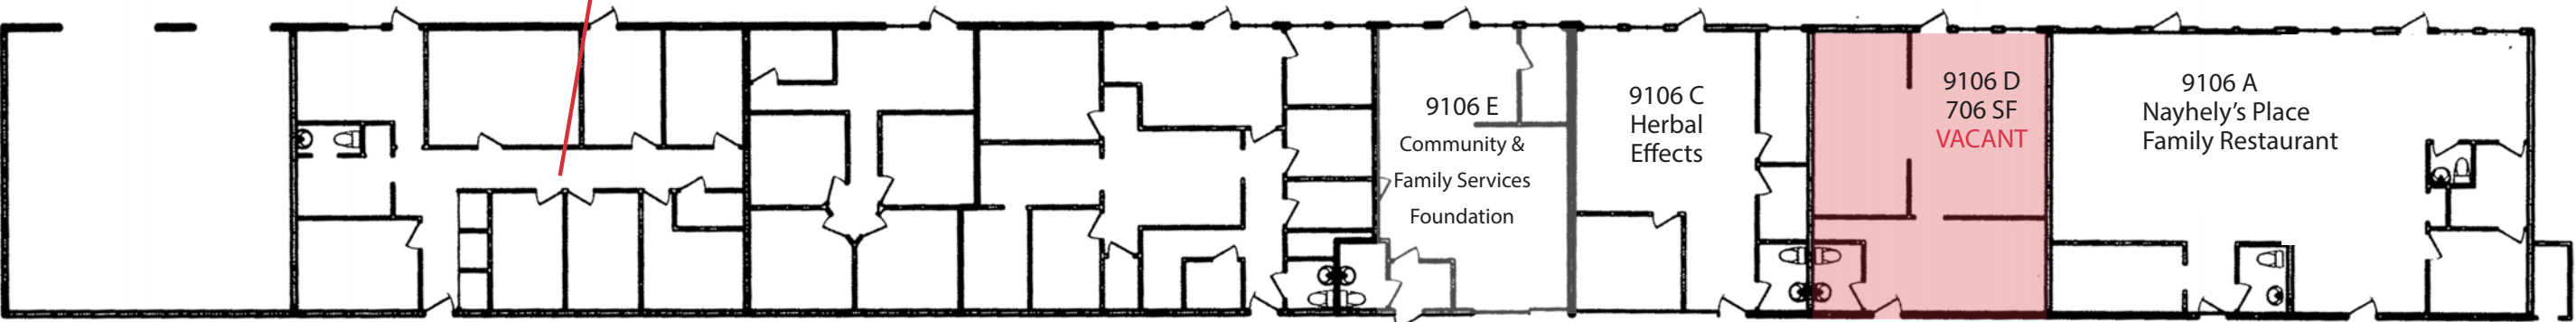 9106 E
Community &
Family Services
Foundation
9106 C
Herbal
Effects
9106 D
706 SF
VACANT
9106 A
Nayhely’s Place
Family Restaurant